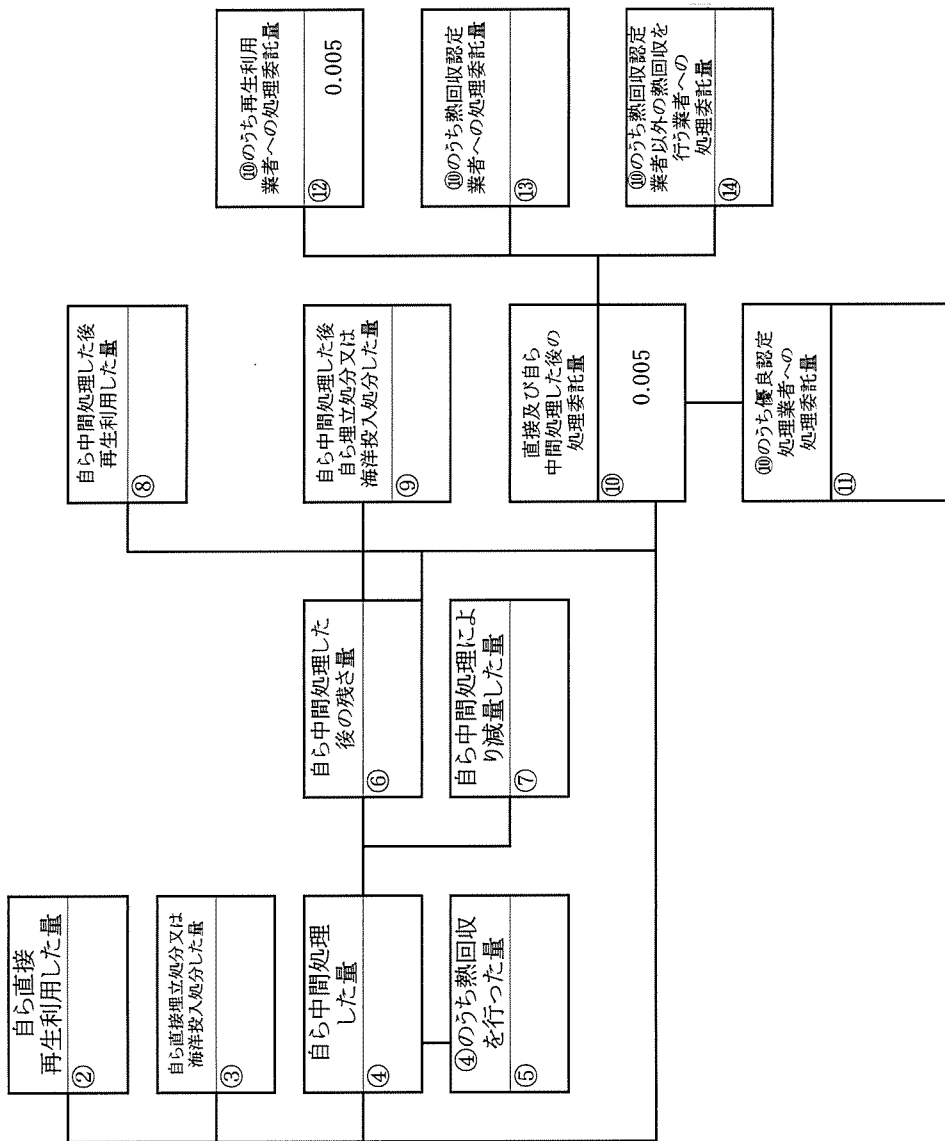 自ら直接
再生利用した量
②
自ら直接埋立処分又は
海洋投入処分した量
③
自ら中間処理
した量
④
④のうち熱回収
を行った量
⑤
自ら中間処理した
後の残さ量
⑥
自ら中間処理によ
り減量した量
⑦
自ら中間処理した後
再生利用した量
⑧
自ら中間処理した後
自ら埋立処分又は
海洋投入処分した量
⑨
直接及び自ら
中間処理した後の
処理委託量
⑩
0.005
⑩のうち優良認定
処理業者への
処理委託量
⑪
⑩のうち再生利用
業者への処理委託量
⑫
0.005
⑩のうち熱回収認定
業者への処理委託量
⑬
⑩のうち熱回収認定
業者以外の熱回収を
行う業者への
処理委託量
⑭